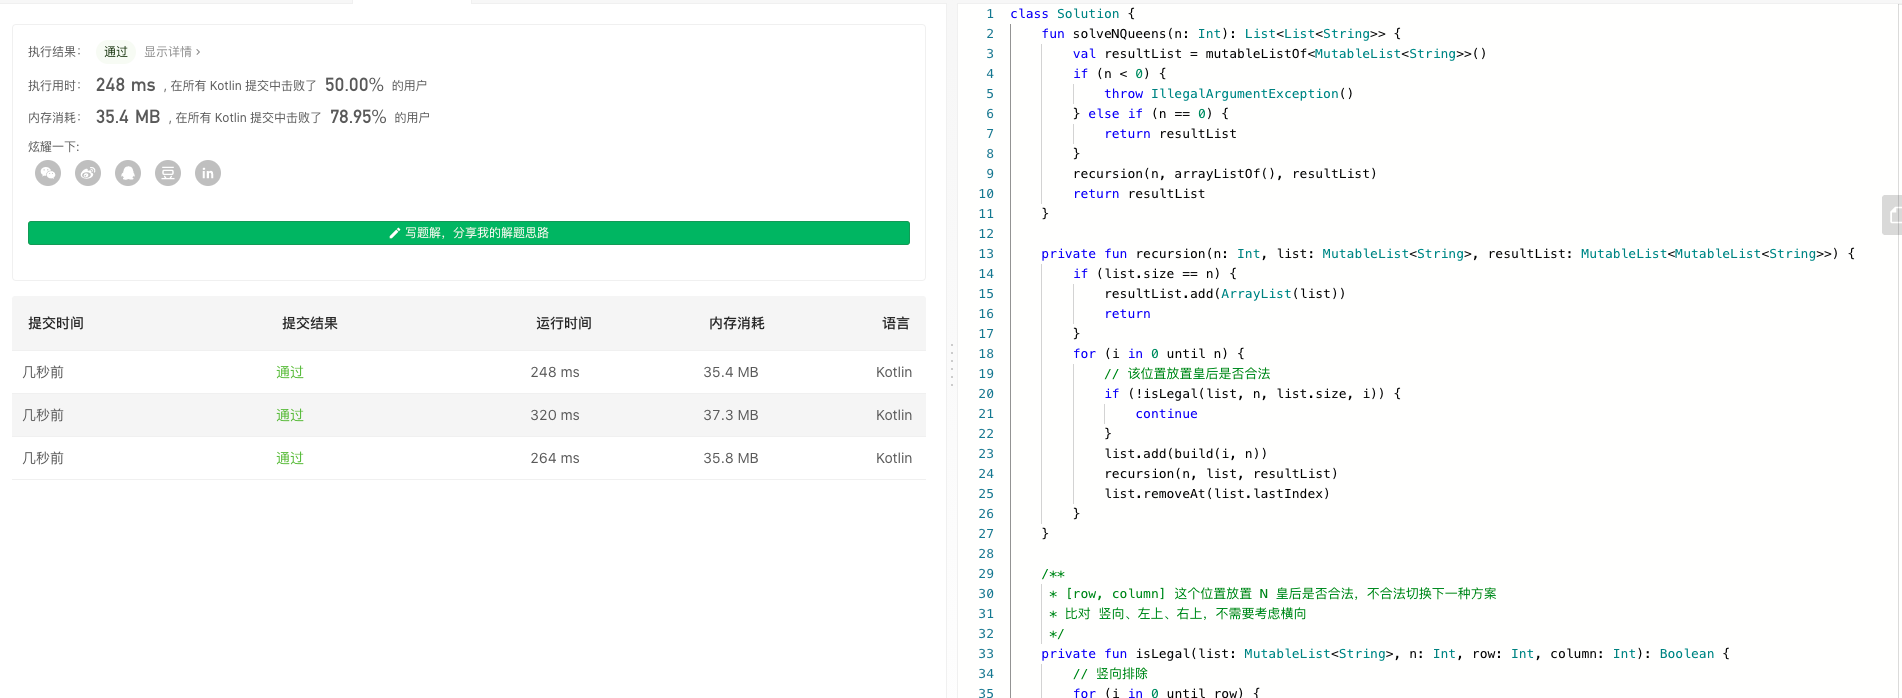 执行结果： 通过 显示详情 ›
执行用时： 248 ms , 在所有 Kotlin 提交中击败了 50.00% 的用户
内存消耗： 35.4 MB , 在所有 Kotlin 提交中击败了 78.95% 的用户
炫耀一下:
豆 in
写题解，分享我的解题思路
提交时间 提交结果 运行时间 内存消耗 语言
几秒前 通过 248 ms 35.4 MB Kotlin
几秒前 通过 320 ms 37.3 MB Kotlin
几秒前 通过 264 ms 35.8 MB Kotlin
1 class Solution {
2 fun solveNQueens(n: Int): List<List<String>> {
3 val resultList = mutableListOf<MutableList<String>>()
4 if (n < 0) {
5 throw IllegalArgumentException()
6 } else if (n == 0) {
7 return resultList
8 }
9 recursion(n, arrayListOf(), resultList)
10 return resultList
11 }
12
13 private fun recursion(n: Int, list: MutableList<String>, resultList: MutableList<MutableList<String>>) {
14 if (list.size == n) {
15 resultList.add(ArrayList(list))
16 return
17 }
18 for (i in 0 until n) {
19 // 该位置放置皇后是否合法
20 if (!isLegal(list, n, list.size, i)) {
21 continue
22 }
23 list.add(build(i, n))
24 recursion(n, list, resultList)
25 list.removeAt(list.lastIndex)
26 }
27 }
28
29 /**
30 * [row, column] 这个位置放置 N 皇后是否合法，不合法切换下一种方案
31 * 比对 竖向、左上、右上，不需要考虑横向
32 */
33 private fun isLegal(list: MutableList<String>, n: Int, row: Int, column: Int): Boolean {
34 // 竖向排除
35 for (i in 0 until row) {